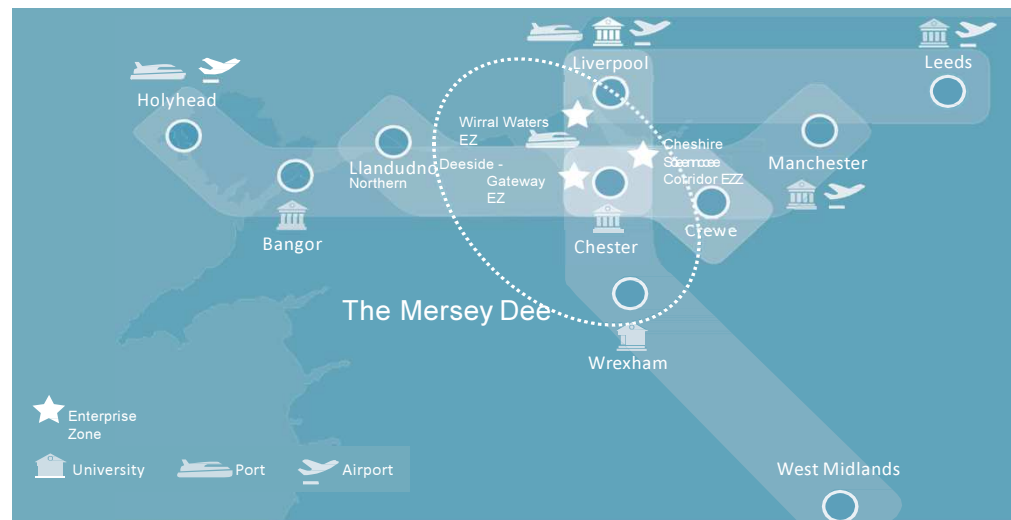 Liverpool
Leeds
Holyhead
Wirral Waters
EZ
Cheshire
Corridor
Manchester
Llandudno
Northern
Deeside -
Gateway
EZ
Bangor
Chester
Crewe
The Mersey Dee
Wrexham
Enterprise
Zone
University
Port
Airport
West Midlands